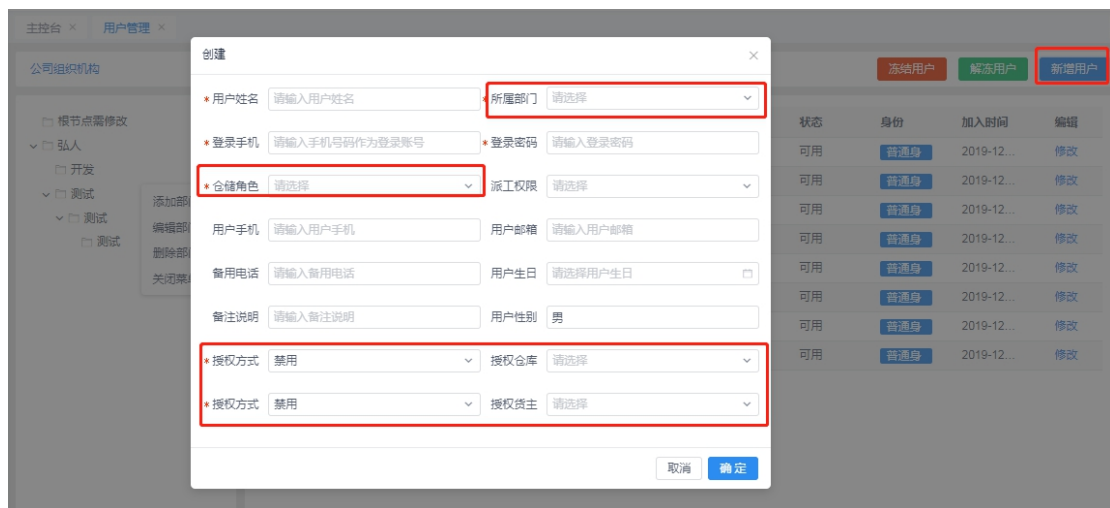 主控台 × 用户管理 ×
公司组织机构 冻结用户 解冻用户 新增用户
创建 ×
* 用户姓名 请输入用户姓名 * 所属部门 请选择
* 登录手机 请输入手机号码作为登录账号 * 登录密码 请输入登录密码
* 仓储角色 请选择 派工权限 请选择
用户手机 请输入用户手机 用户邮箱 请输入用户邮箱
备用电话 请输入备用电话 用户生日 请选择用户生日
备注说明 请输入备注说明 用户性别 男
* 授权方式 禁用 授权仓库 请选择
* 授权方式 禁用 授权货主 请选择
取消 确定
根节点需修改
弘人
开发
测试
测试
测试
添加部
编辑部
删除部
关闭菜
状态 身份 加入时间 编辑
可用 普通身 2019-12... 修改
可用 普通身 2019-12... 修改
可用 普通身 2019-12... 修改
可用 普通身 2019-12... 修改
可用 普通身 2019-12... 修改
可用 普通身 2019-12... 修改
可用 普通身 2019-12... 修改
可用 普通身 2019-12... 修改